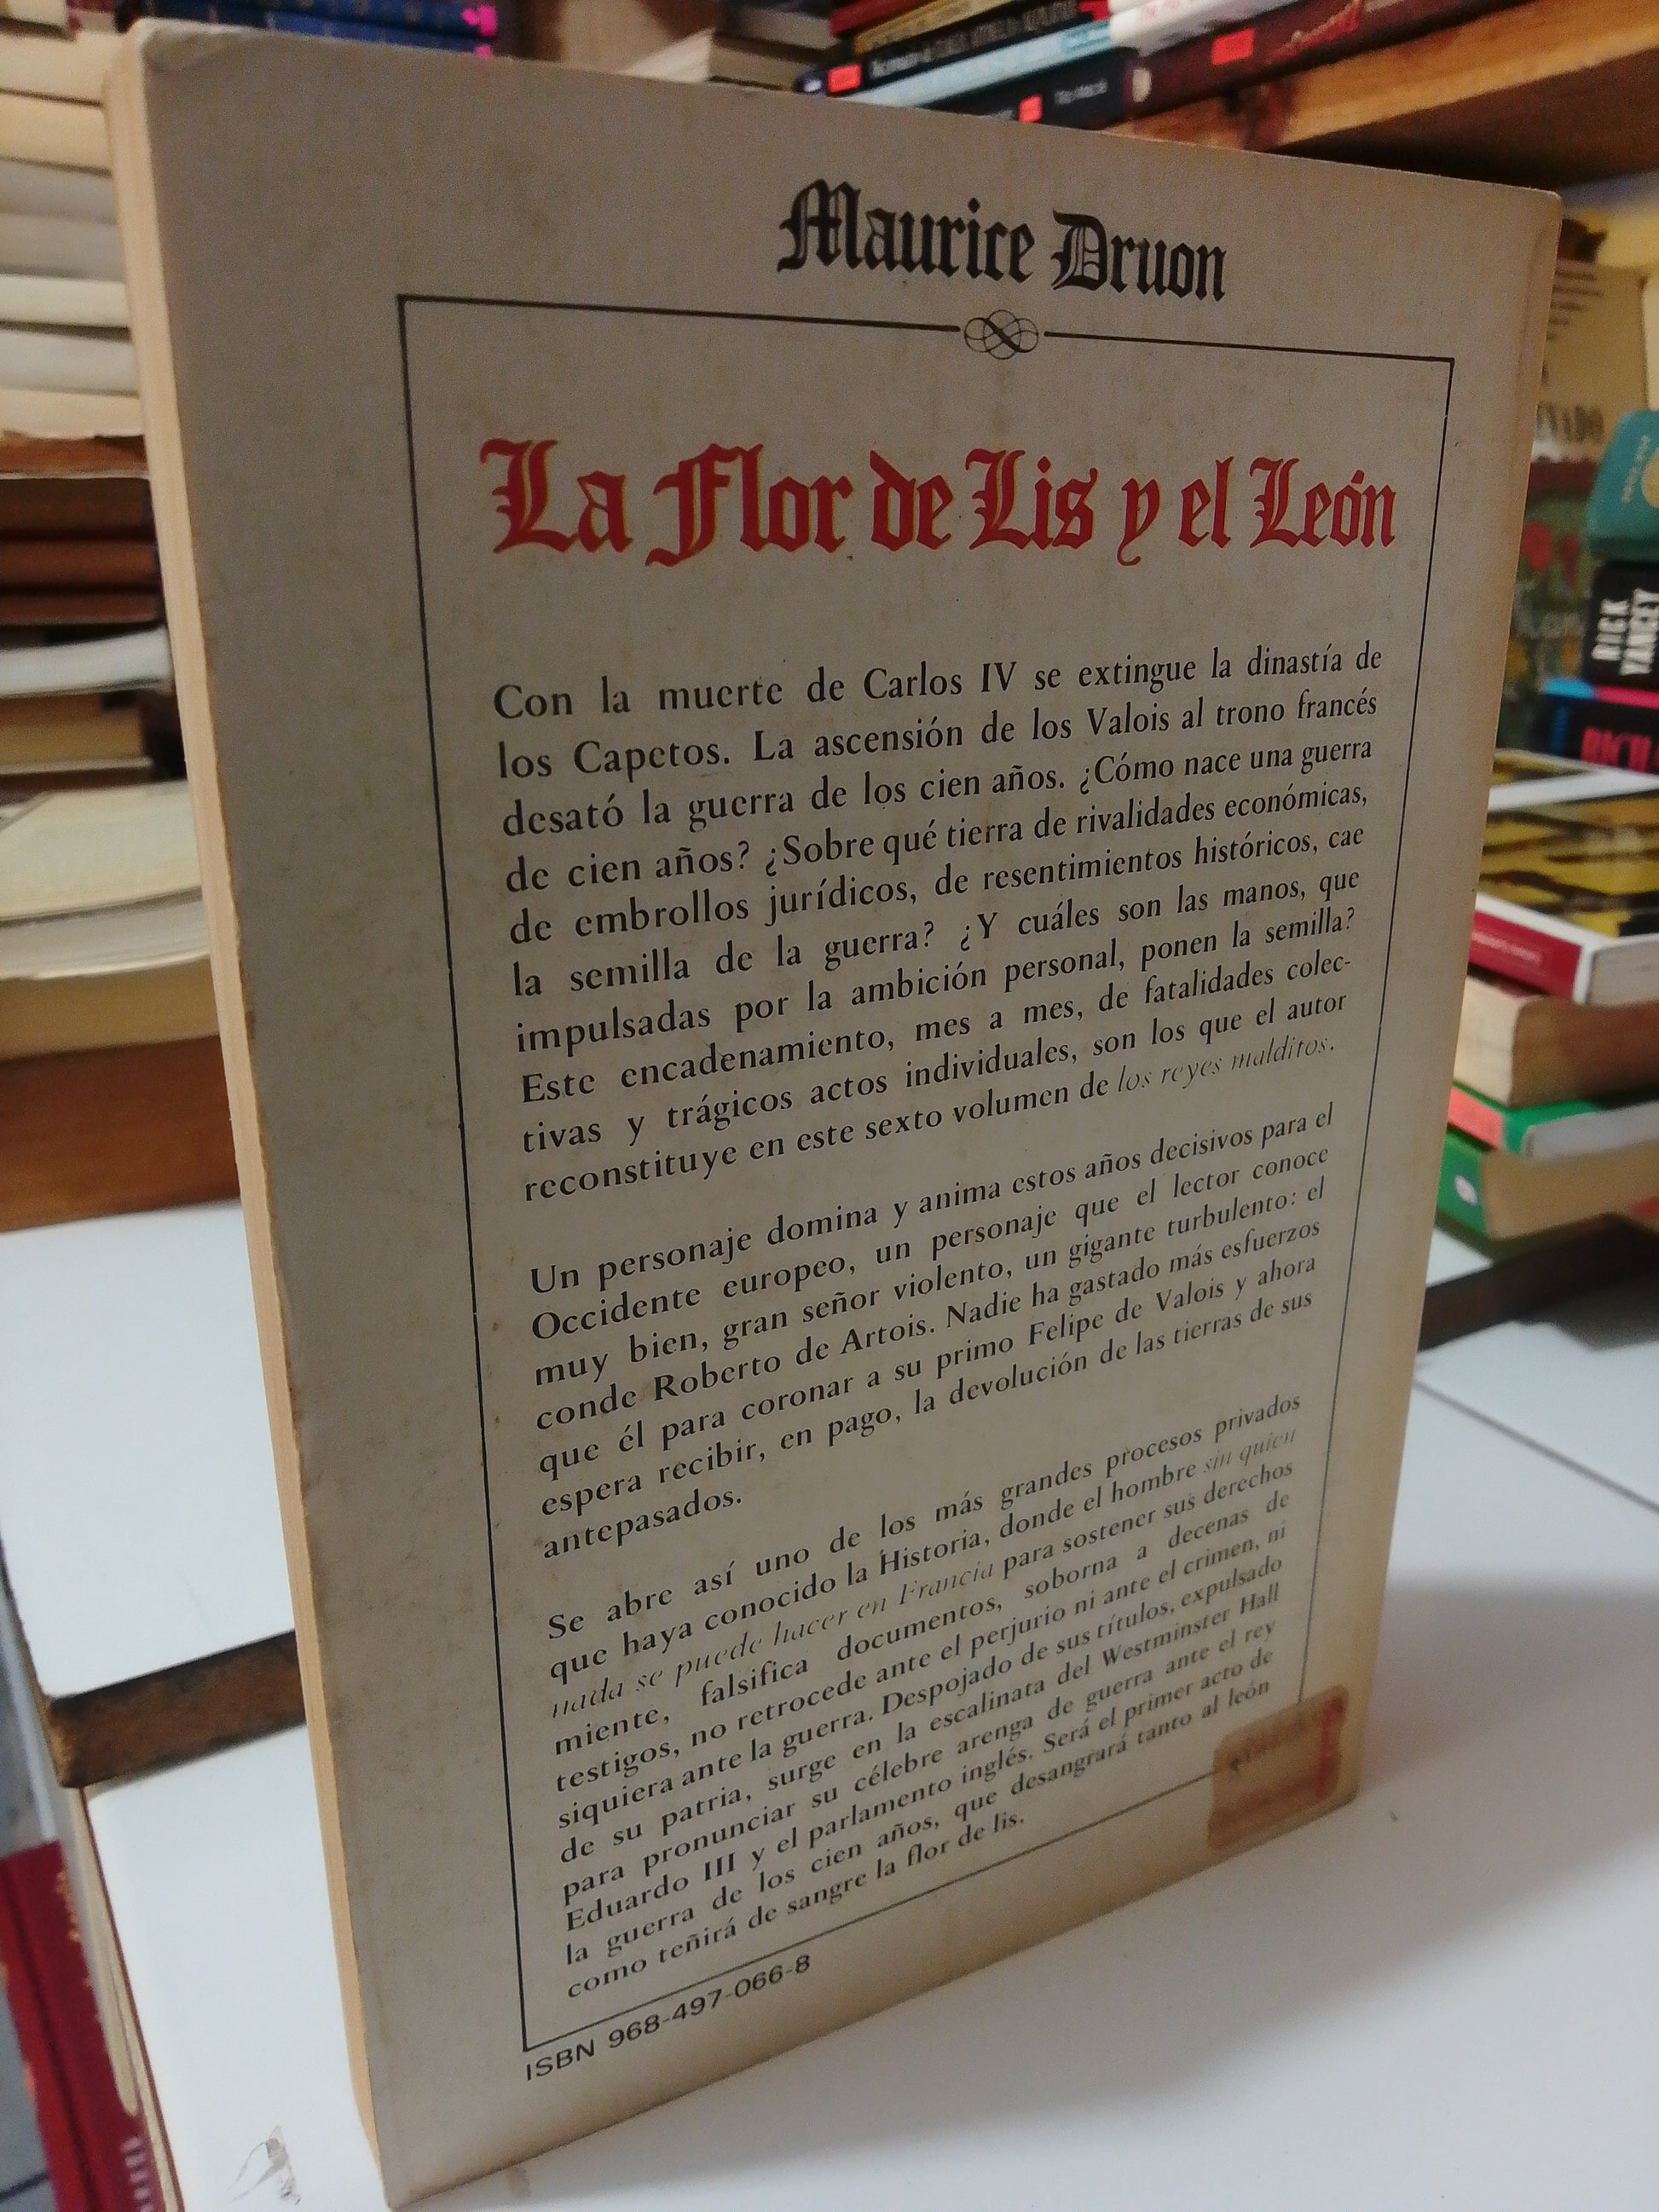 Maurice Druon
La Flor de Lis y el León
Con la muerte de Carlos IV se extingue la dinastía de
los Capetos. La ascensión de los Valois al trono francés
desató la guerra de los cien años. ¿Cómo nace una guerra
de cien años? ¿Sobre qué tierra de rivalidades económicas,
de embrollos jurídicos, de resentimientos históricos, cae
la semilla de la guerra? ¿Y cuáles son las manos, que
impulsadas por la ambición personal, ponen la semilla?
Este encadenamiento, mes a mes, de fatalidades colec-
tivas y trágicos actos individuales, son los que el autor
reconstituye en este sexto volumen de los reyes malditos.
Un personaje domina y anima estos años decisivos para el
Occidente europeo, un personaje que el lector conoce
muy bien, gran señor violento, un gigante turbulento: el
conde Roberto de Artois. Nadie ha gastado más esfuerzos
que él para coronar a su primo Felipe de Valois y ahora
espera recibir, en pago, la devolución de las tierras de sus
antepasados.
Se abre así uno de los más grandes procesos privados
que haya conocido la Historia, donde el hombre sin quien
nada se puede hacer en Francia para sostener sus derechos
miente, falsifica documentos, soborna a decenas de
testigos, no retrocede ante el perjurio ni ante el crimen, ni
siquiera ante la guerra. Despojado de sus títulos, expulsado
de su patria, surge en la escalinata del Westminster Hall
para pronunciar su célebre arenga de guerra ante el rey
Eduardo III y el parlamento inglés. Será el primer acto de
la guerra de los cien años, que desangrará tanto al león
como teñirá de sangre la flor de lis.
ISBN 968-497-066-8
RICK
YANCEY